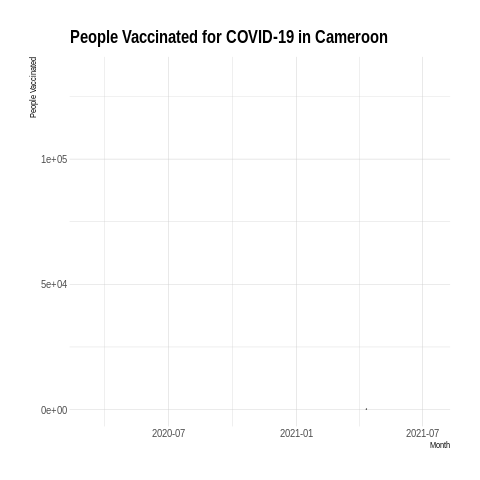 People Vaccinated for COVID-19 in Cameroon
People Vaccinated
1e+05
5e+04
0e+00
2020-07 2021-01 2021-07
Month